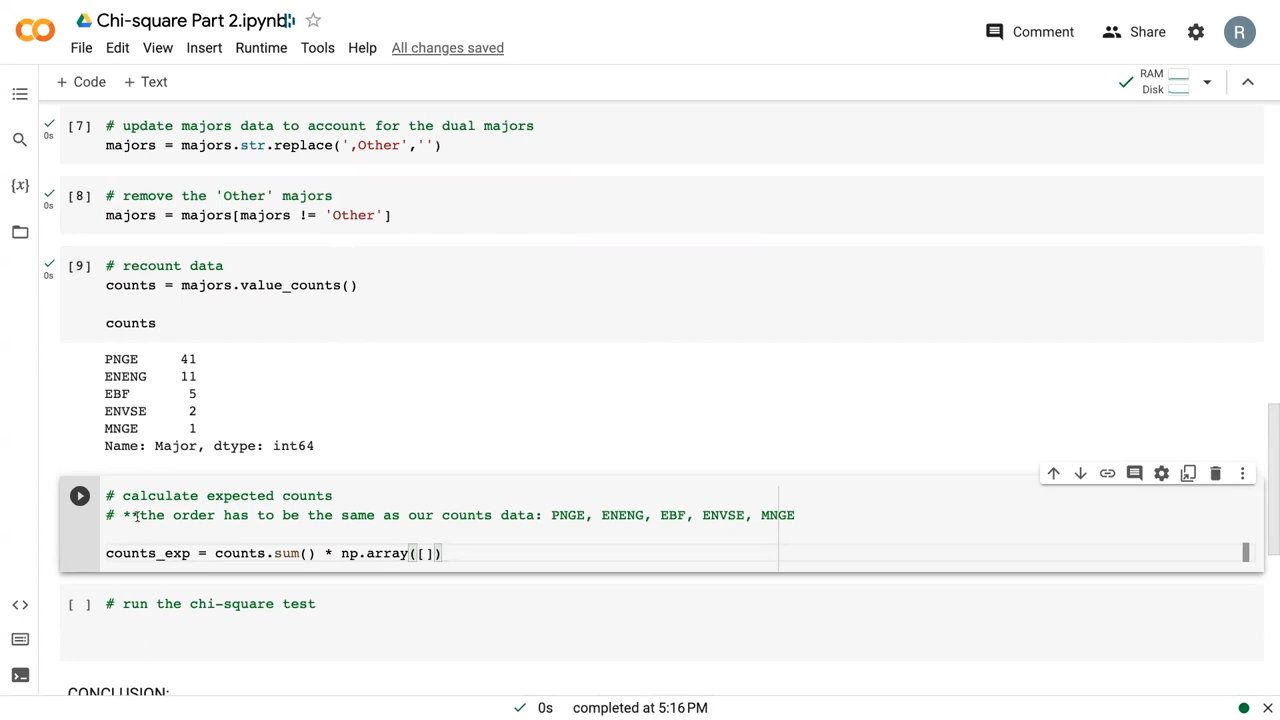 Chi-square Part 2.ipynb
File Edit View Insert Runtime Tools Help All changes saved
Comment Share R
+ Code + Text
RAM
Disk
[7] # update majors data to account for the dual majors
0s
majors = majors.str.replace(',Other','')
[8] # remove the 'Other' majors
0s
majors = majors[majors != 'Other']
{x}
[9] # recount data
0s
counts = majors.value_counts()
counts
PNGE 41
ENENG 11
EBF 5
ENVSE 2
MNGE 1
Name: Major, dtype: int64
# calculate expected counts
# **the order has to be the same as our counts data: PNGE, ENENG, EBF, ENVSE, MNGE
counts_exp = counts.sum() * np.array([])
[ ] # run the chi-square test
CONCLUSION:
0s completed at 5:16 PM